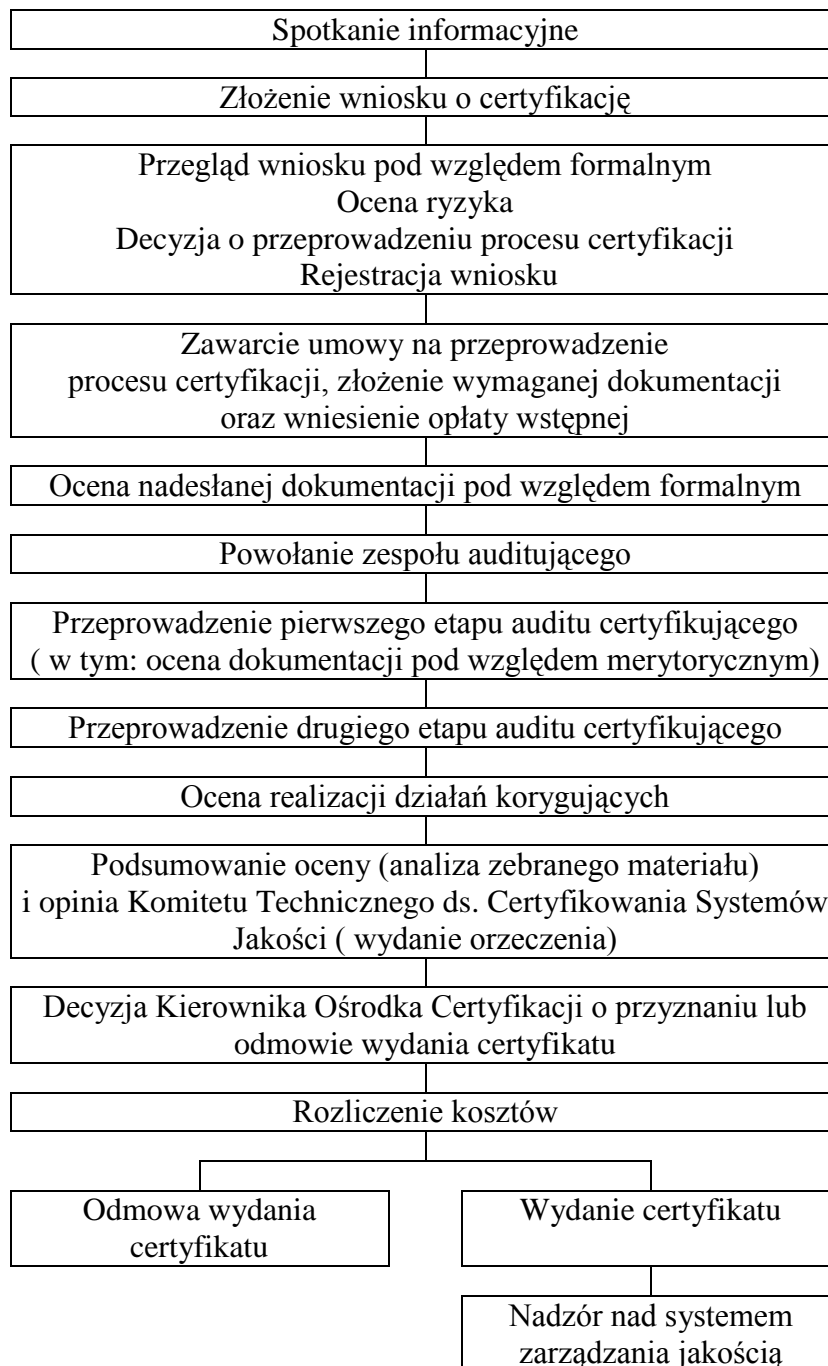 Spotkanie informacyjne
Złożenie wniosku o certyfikację
Przegląd wniosku pod względem formalnym
Ocena ryzyka
Decyzja o przeprowadzeniu procesu certyfikacji
Rejestracja wniosku
Zawarcie umowy na przeprowadzenie
procesu certyfikacji, złożenie wymaganej dokumentacji
oraz wniesienie opłaty wstępnej
Ocena nadesłanej dokumentacji pod względem formalnym
Powołanie zespołu auditującego
Przeprowadzenie pierwszego etapu auditu certyfikującego
( w tym: ocena dokumentacji pod względem merytorycznym)
Przeprowadzenie drugiego etapu auditu certyfikującego
Ocena realizacji działań korygujących
Podsumowanie oceny (analiza zebranego materiału)
i opinia Komitetu Technicznego ds. Certyfikowania Systemów
Jakości ( wydanie orzeczenia)
Decyzja Kierownika Ośrodka Certyfikacji o przyznaniu lub
odmowie wydania certyfikatu
Rozliczenie kosztów
Odmowa wydania
certyfikatu
Wydanie certyfikatu
Nadzór nad systemem
zarządzania jakością